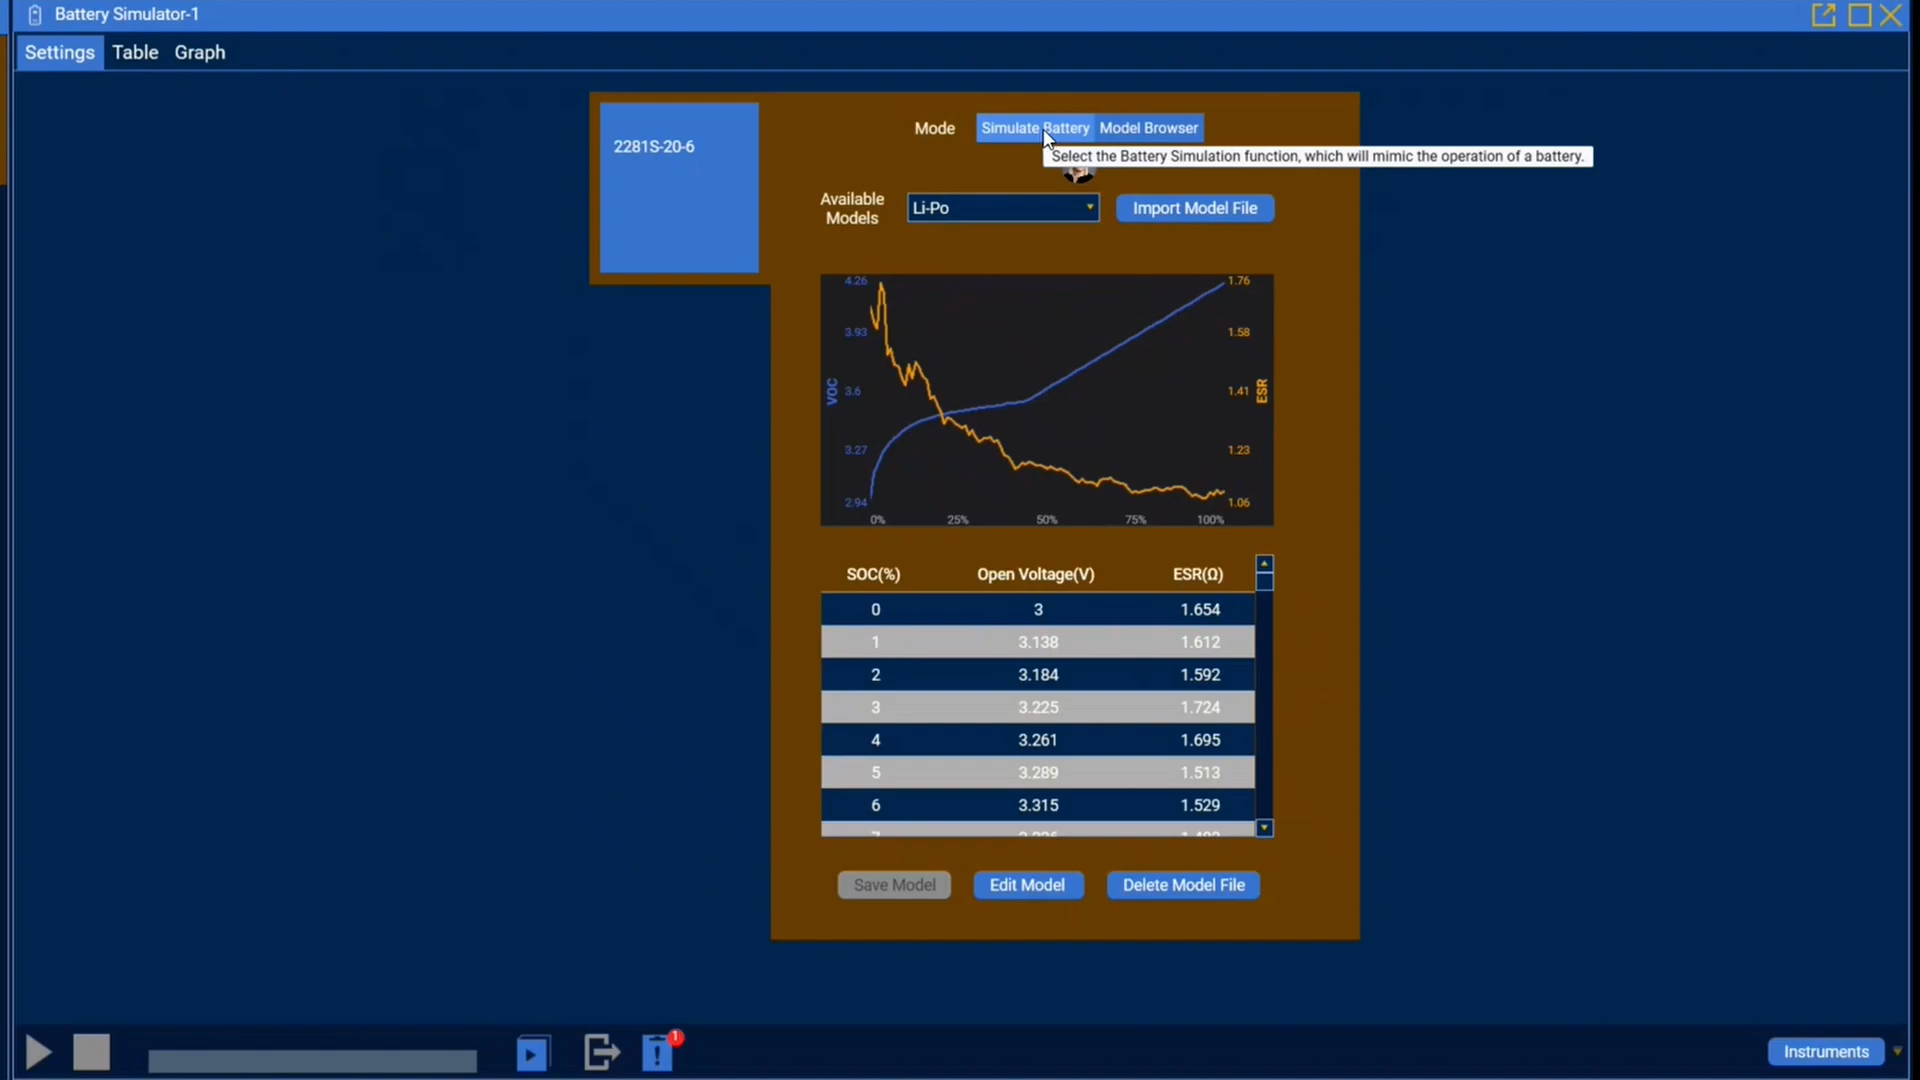 Battery Simulator-1
Settings Table Graph
2281S-20-6
Mode Simulate Battery Model Browser
Select the Battery Simulation function, which will mimic the operation of a battery.
Available Models Li-Po Import Model File
4.26 1.76
3.93 1.58
VOC 3.6 1.41 ESR
3.27 1.23
2.94 1.06
0% 25% 50% 75% 100%
SOC(%) Open Voltage(V) ESR(Ω)
0 3 1.654
1 3.138 1.612
2 3.184 1.592
3 3.225 1.724
4 3.261 1.695
5 3.289 1.513
6 3.315 1.529
Save Model Edit Model Delete Model File
1
Instruments